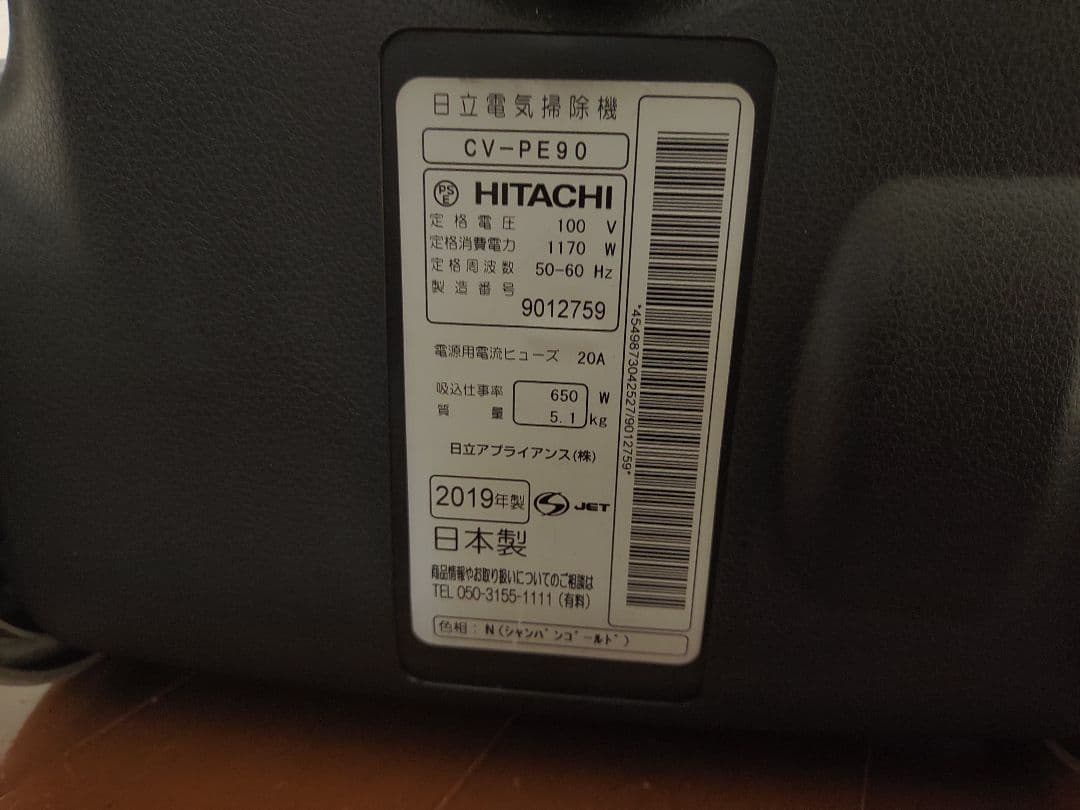 日立電気掃除機
CV-PE90
PSE HITACHI
定格電圧 100 V
定格消費電力 1170 W
定格周波数 50-60 Hz
製造番号
9012759
電源用電流ヒューズ 20A
吸込仕事率 650 W
質量 5.1 kg
日立アプライアンス(株)
2019年製 JET
日本製
商品情報やお取り扱いについてのご相談は
TEL 050-3155-1111 (有料)
色相: N(シャンパンゴールド)
*4549873042527/9012759*